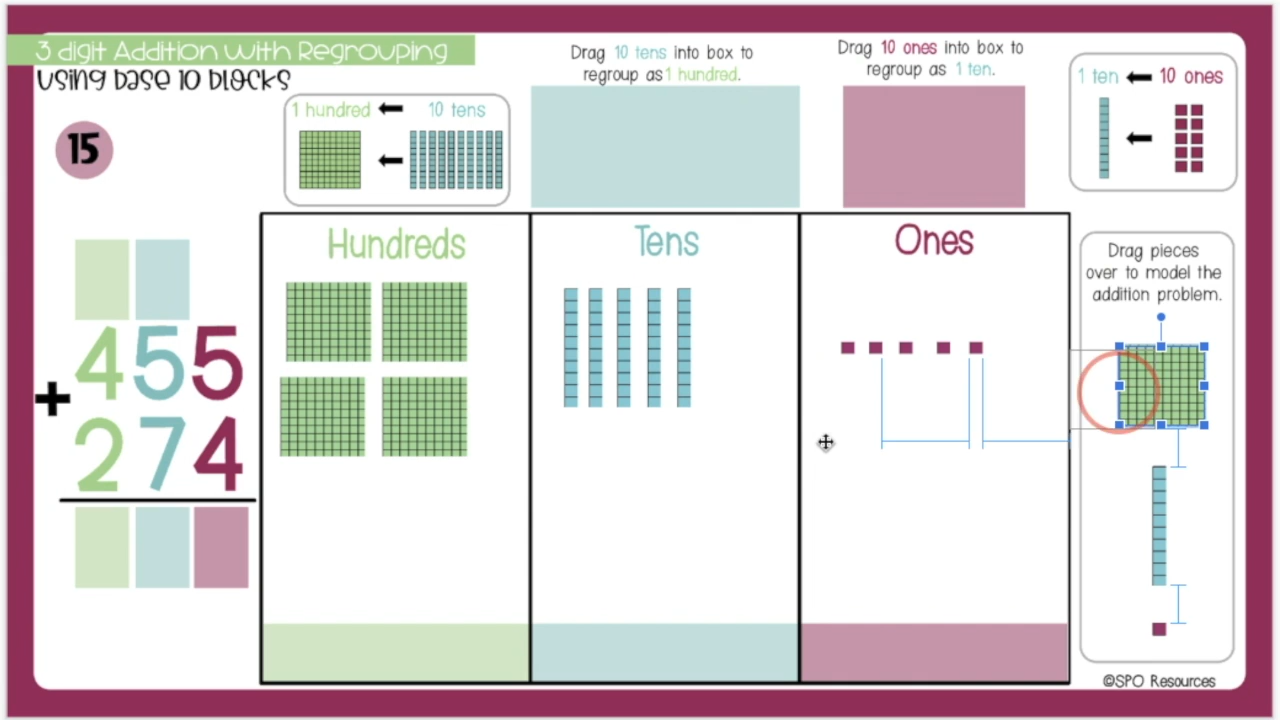 3 digit Addition with Regrouping
Using base 10 blocks
15
1 hundred
10 tens
Drag 10 tens into box to
regroup as 1 hundred.
Drag 10 ones into box to
regroup as 1 ten.
1 ten
10 ones
Hundreds
Tens
Ones
455
+
274
Drag pieces
over to model the
addition problem.
©SPO Resources